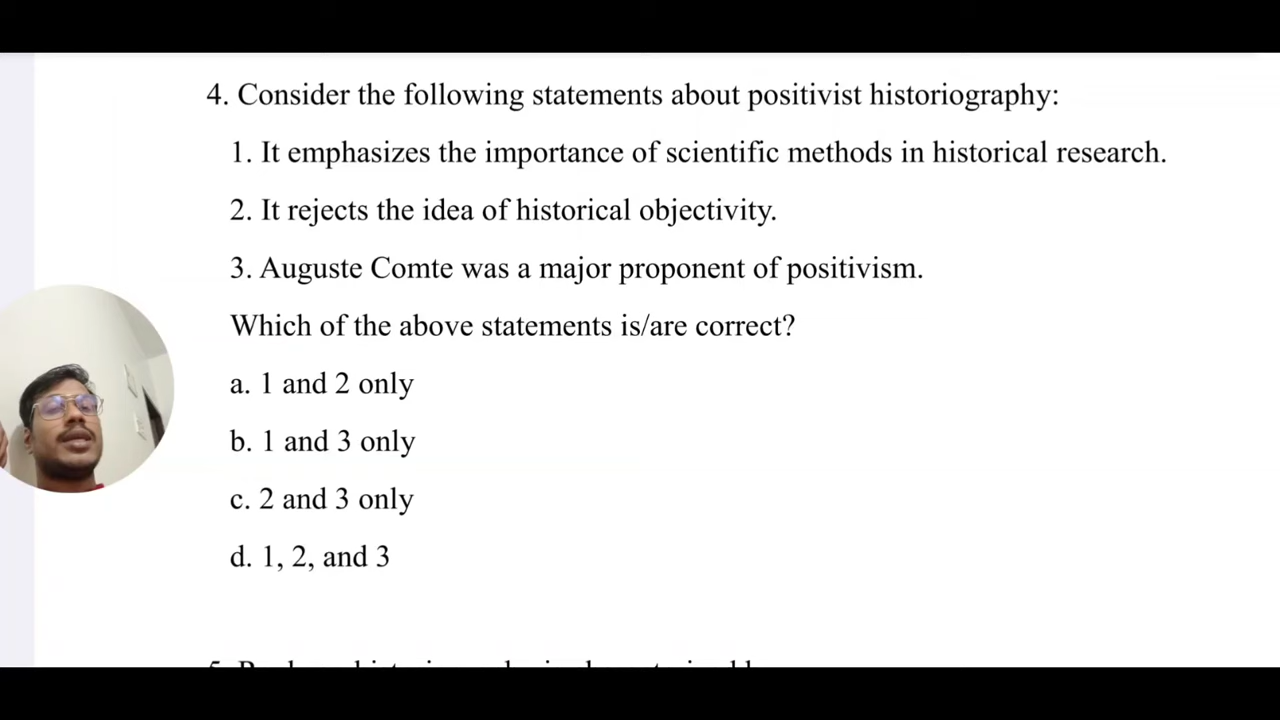 4. Consider the following statements about positivist historiography:
1. It emphasizes the importance of scientific methods in historical research.
2. It rejects the idea of historical objectivity.
3. Auguste Comte was a major proponent of positivism.
Which of the above statements is/are correct?
a. 1 and 2 only
b. 1 and 3 only
c. 2 and 3 only
d. 1, 2, and 3